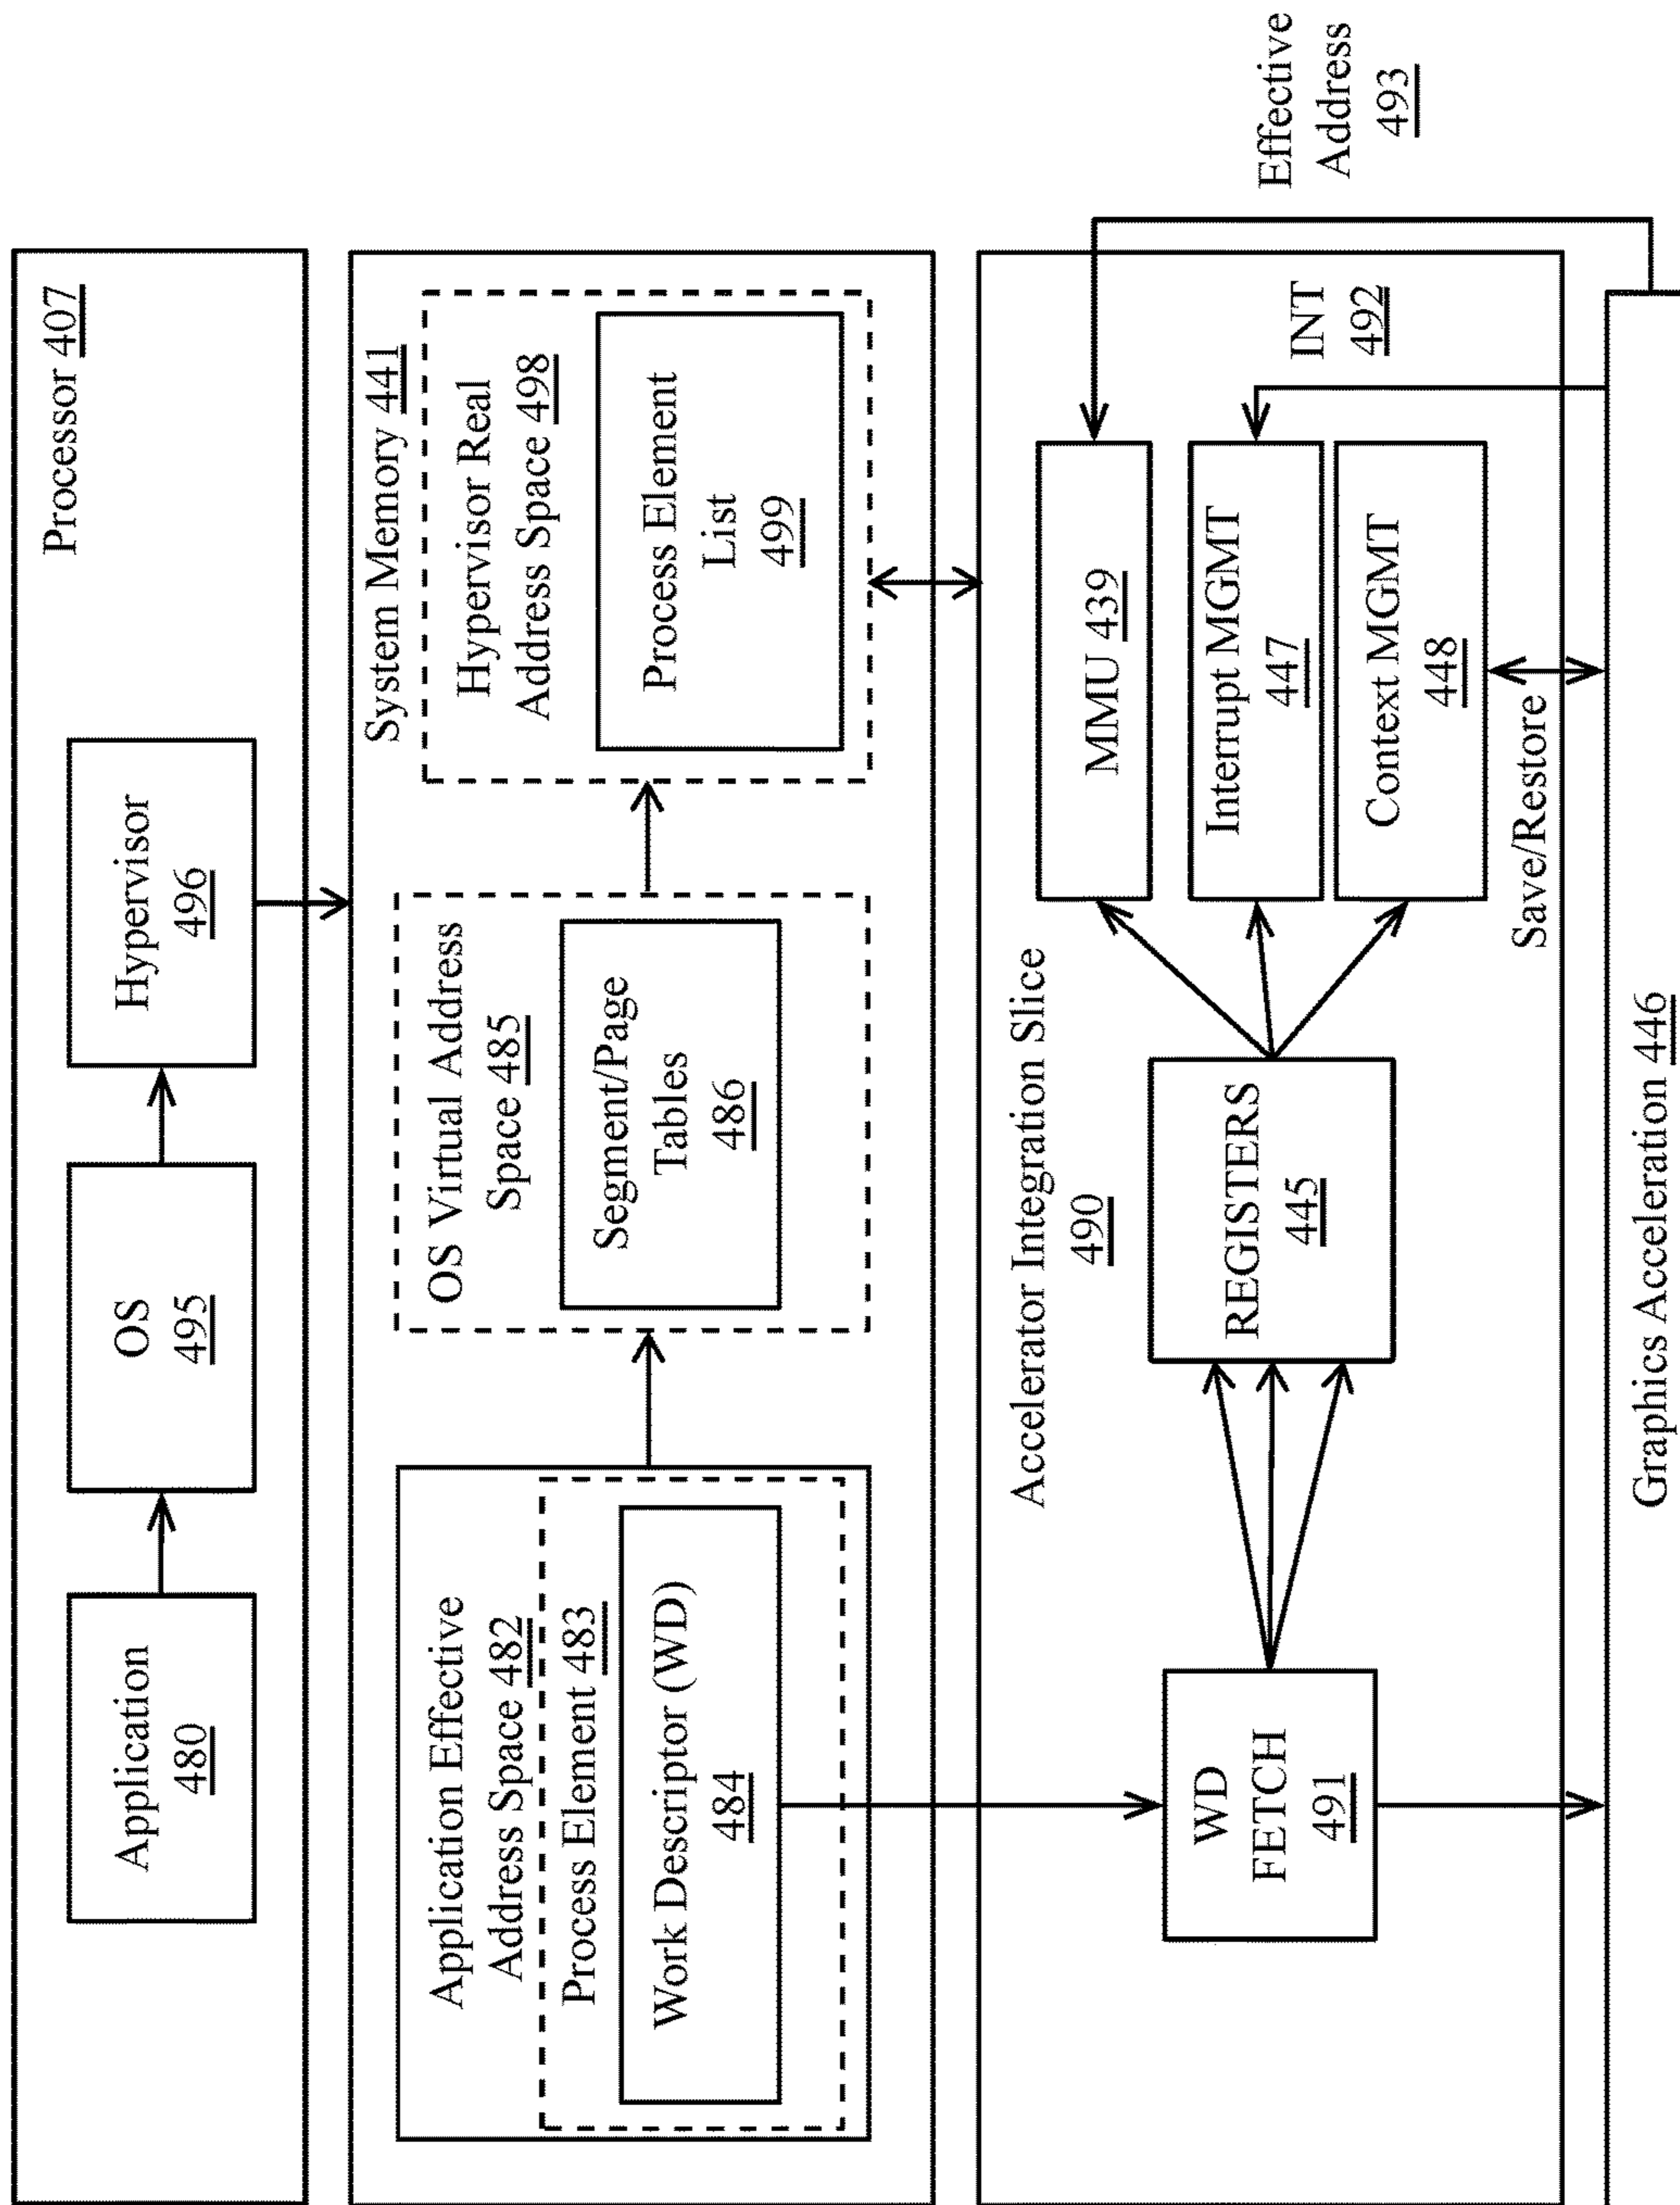 Processor 407
Application
480
OS
495
Hypervisor
496
System Memory 441
Application Effective
Address Space 482
Process Element 483
Work Descriptor (WD)
484
OS Virtual Address
Space 485
Segment/Page
Tables
486
Hypervisor Real
Address Space 498
Process Element
List
499
Accelerator Integration Slice
490
WD
FETCH
491
REGISTERS
445
MMU 439
Interrupt MGMT
447
Context MGMT
448
INT
492
Effective
Address
493
Save/Restore
Graphics Acceleration 446